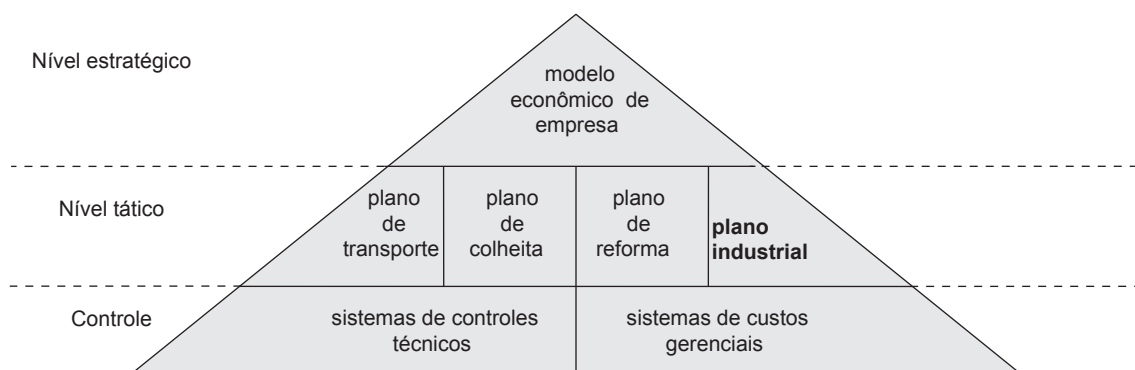 Nível estratégico
modelo
econômico de
empresa
Nível tático
plano
de
transporte
plano
de
colheita
plano
de
reforma
plano
industrial
Controle
sistemas de controles
técnicos
sistemas de custos
gerenciais